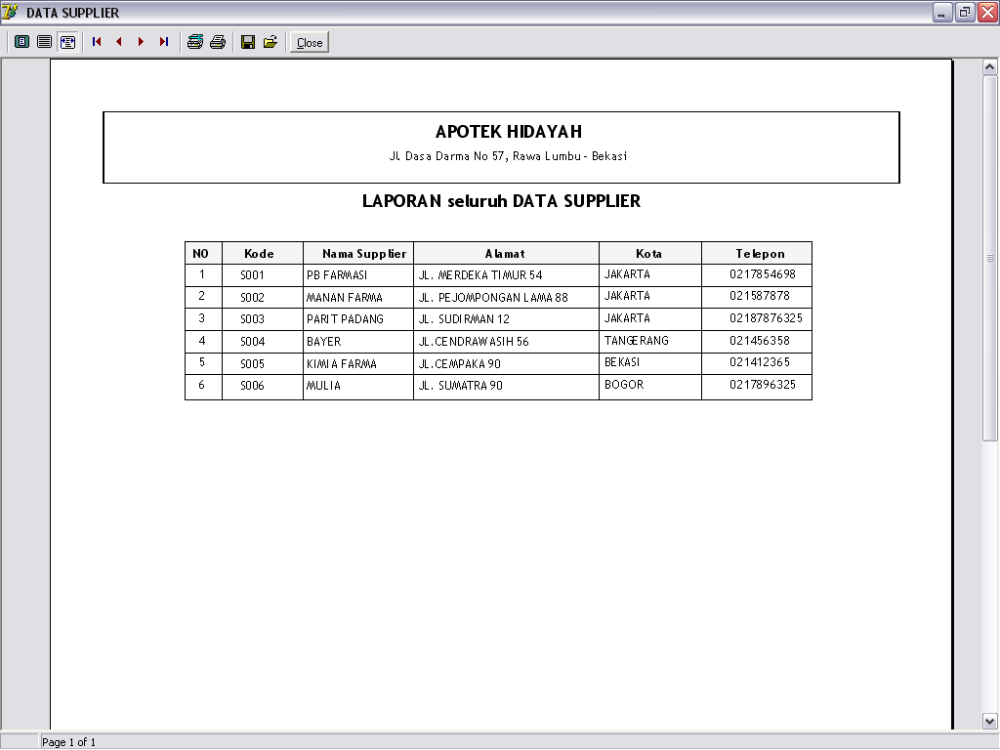 DATA SUPPLIER
Close
APOTEK HIDAYAH
Jl. Dasa Darma No 57, Rawa Lumbu - Bekasi
LAPORAN seluruh DATA SUPPLIER
NO Kode Nama Supplier Alamat Kota Telepon
1 S001 PB FARMASI JL. MERDEKA TIMUR 54 JAKARTA 0217854698
2 S002 MANAN FARMA JL. PEJOMPONGAN LAMA 88 JAKARTA 021587878
3 S003 PARIT PADANG JL. SUDIRMAN 12 JAKARTA 02187876325
4 S004 BAYER JL.CENDRAWASIH 56 TANGERANG 021456358
5 S005 KIMIA FARMA JL.CEMPAKA 90 BEKASI 021412365
6 S006 MULIA JL. SUMATRA 90 BOGOR 0217896325
Page 1 of 1